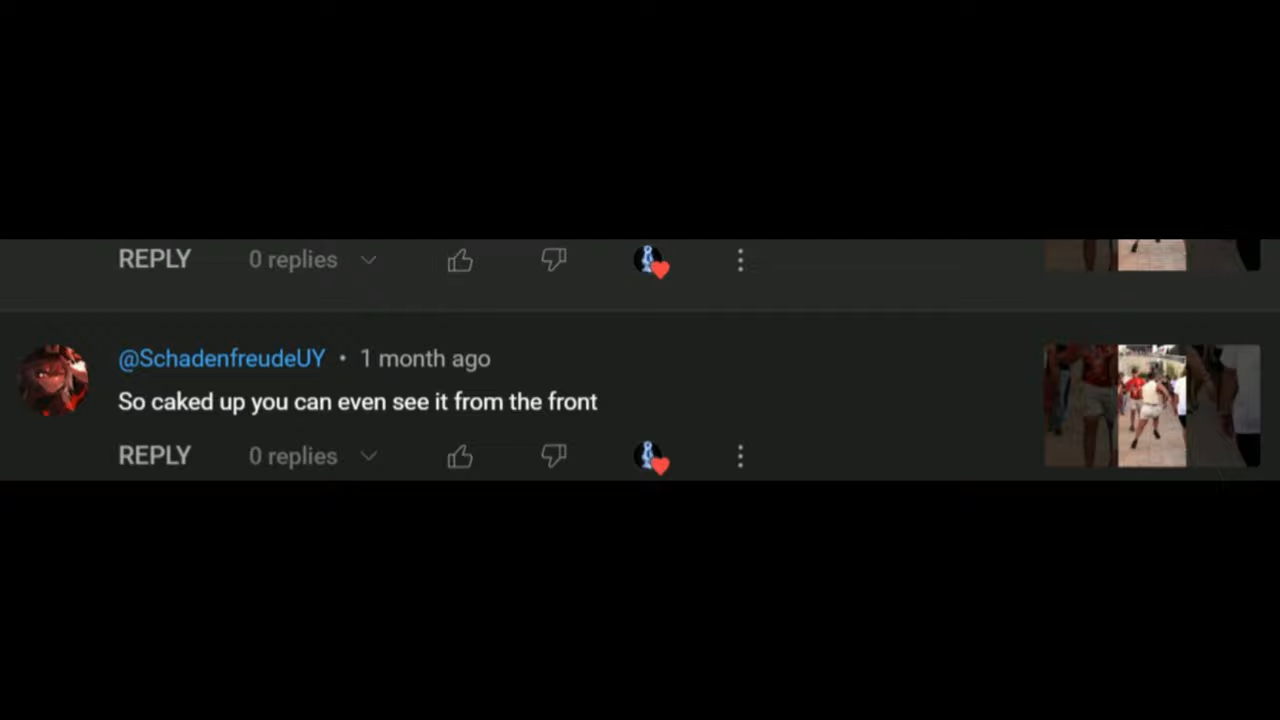 REPLY 0 replies
@SchadenfreudeUY • 1 month ago
So caked up you can even see it from the front
REPLY 0 replies